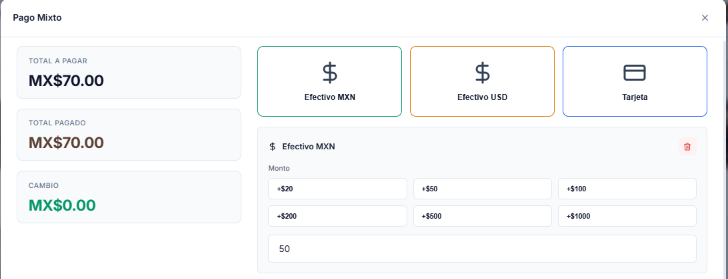 Pago Mixto
TOTAL A PAGAR
MX$70.00
TOTAL PAGADO
MX$70.00
CAMBIO
MX$0.00
Efectivo MXN
Efectivo USD
Tarjeta
Efectivo MXN
Monto
+$20
+$50
+$100
+$200
+$500
+$1000
50